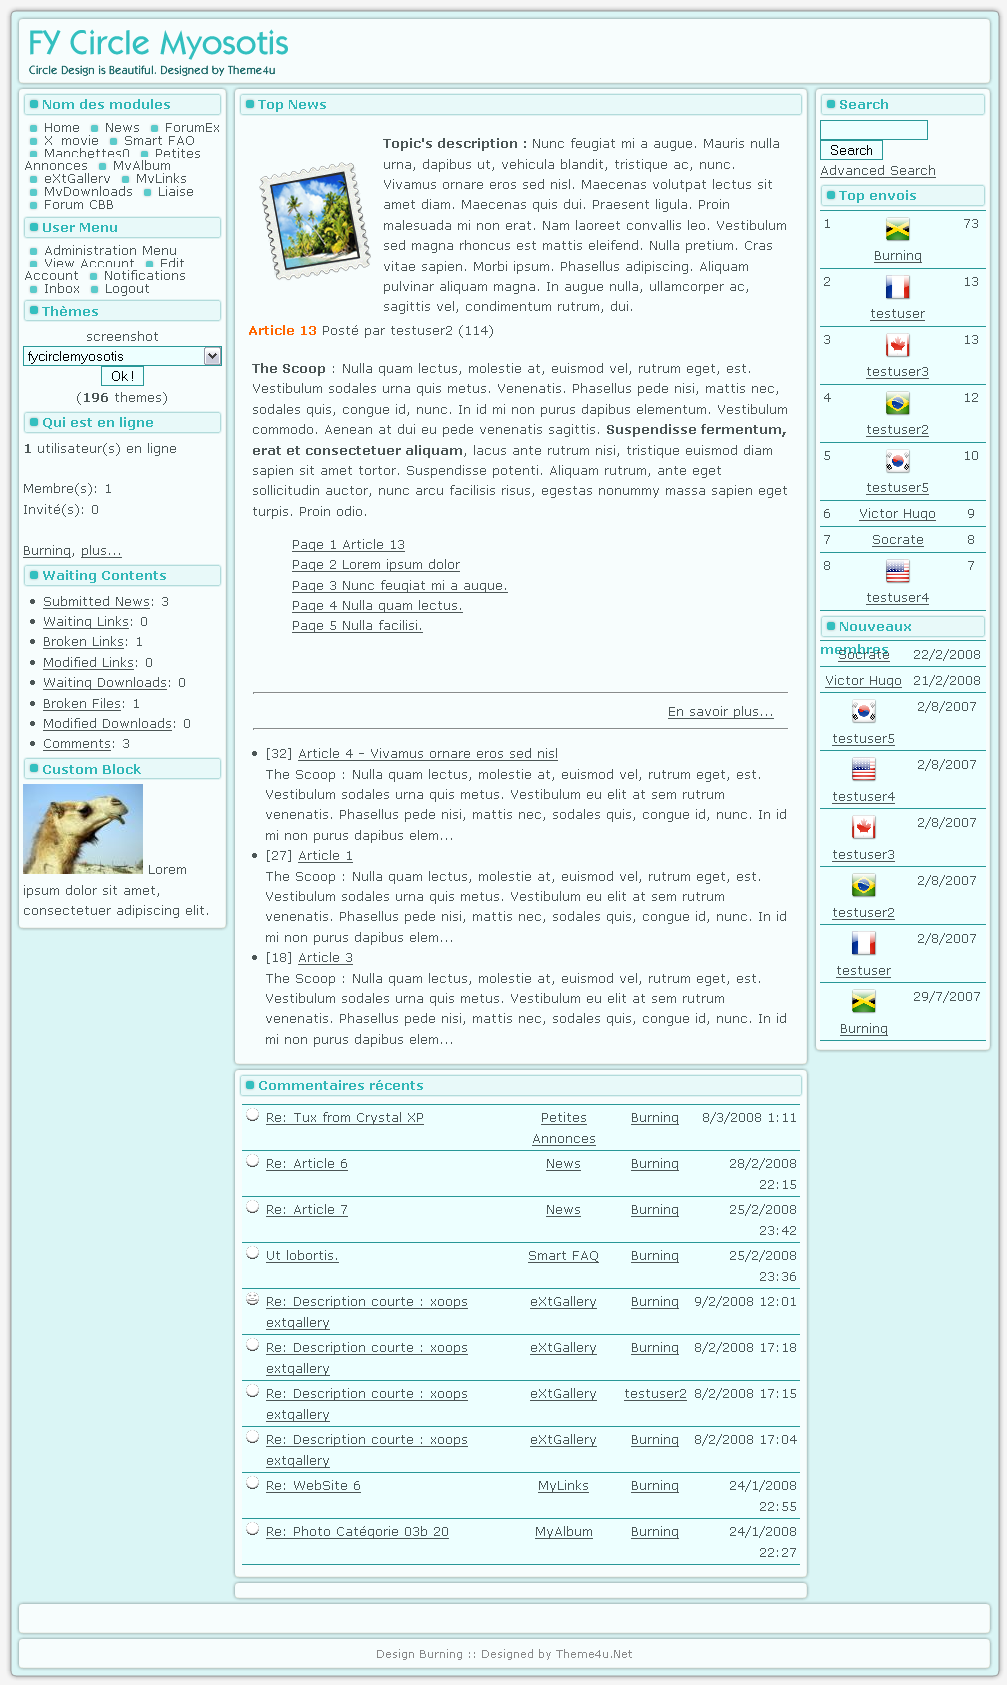 FY Circle Myosotis
Circle Design is Beautiful. Designed by Theme4u
Nom des modules
Home News ForumEx
X_movie Smart FAQ
Manchettes0 Petites
Annonces MyAlbum
eXtGallery MyLinks
MyDownloads Liaise
Forum CBB
User Menu
Administration Menu
View Account Edit
Account Notifications
Inbox Logout
Thèmes
screenshot
fycirclemyosotis
Ok !
(196 themes)
Qui est en ligne
1 utilisateur(s) en ligne
Membre(s): 1
Invité(s): 0
Burning, plus...
Waiting Contents
Submitted News: 3
Waiting Links: 0
Broken Links: 1
Modified Links: 0
Waiting Downloads: 0
Broken Files: 1
Modified Downloads: 0
Comments: 3
Custom Block
Lorem
ipsum dolor sit amet,
consectetuer adipiscing elit.
Top News
Topic's description : Nunc feugiat mi a augue. Mauris nulla
urna, dapibus ut, vehicula blandit, tristique ac, nunc.
Vivamus ornare eros sed nisl. Maecenas volutpat lectus sit
amet diam. Maecenas quis dui. Praesent ligula. Proin
malesuada mi non erat. Nam laoreet convallis leo. Vestibulum
sed magna rhoncus est mattis eleifend. Nulla pretium. Cras
vitae sapien. Morbi ipsum. Phasellus adipiscing. Aliquam
pulvinar aliquam magna. In augue nulla, ullamcorper ac,
sagittis vel, condimentum rutrum, dui.
Article 13 Posté par testuser2 (114)
The Scoop : Nulla quam lectus, molestie at, euismod vel, rutrum eget, est.
Vestibulum sodales urna quis metus. Venenatis. Phasellus pede nisi, mattis nec,
sodales quis, congue id, nunc. In id mi non purus dapibus elementum. Vestibulum
commodo. Aenean at dui eu pede venenatis sagittis. Suspendisse fermentum,
erat et consectetuer aliquam, lacus ante rutrum nisi, tristique euismod diam
sapien sit amet tortor. Suspendisse potenti. Aliquam rutrum, ante eget
sollicitudin auctor, nunc arcu facilisis risus, egestas nonummy massa sapien eget
turpis. Proin odio.
Page 1 Article 13
Page 2 Lorem ipsum dolor
Page 3 Nunc feugiat mi a augue.
Page 4 Nulla quam lectus.
Page 5 Nulla facilisi.
En savoir plus...
[32] Article 4 - Vivamus ornare eros sed nisl
The Scoop : Nulla quam lectus, molestie at, euismod vel, rutrum eget, est.
Vestibulum sodales urna quis metus. Vestibulum eu elit at sem rutrum
venenatis. Phasellus pede nisi, mattis nec, sodales quis, congue id, nunc. In id
mi non purus dapibus elem...
[27] Article 1
The Scoop : Nulla quam lectus, molestie at, euismod vel, rutrum eget, est.
Vestibulum sodales urna quis metus. Vestibulum eu elit at sem rutrum
venenatis. Phasellus pede nisi, mattis nec, sodales quis, congue id, nunc. In id
mi non purus dapibus elem...
[18] Article 3
The Scoop : Nulla quam lectus, molestie at, euismod vel, rutrum eget, est.
Vestibulum sodales urna quis metus. Vestibulum eu elit at sem rutrum
venenatis. Phasellus pede nisi, mattis nec, sodales quis, congue id, nunc. In id
mi non purus dapibus elem...
Commentaires récents
Re: Tux from Crystal XP Petites Burning 8/3/2008 1:11
Annonces
Re: Article 6 News Burning 28/2/2008
22:15
Re: Article 7 News Burning 25/2/2008
23:42
Ut lobortis. Smart FAQ Burning 25/2/2008
23:36
Re: Description courte : xoops eXtGallery Burning 9/2/2008 12:01
extgallery
Re: Description courte : xoops eXtGallery Burning 8/2/2008 17:18
extgallery
Re: Description courte : xoops eXtGallery testuser2 8/2/2008 17:15
extgallery
Re: Description courte : xoops eXtGallery Burning 8/2/2008 17:04
extgallery
Re: WebSite 6 MyLinks Burning 24/1/2008
22:55
Re: Photo Catégorie 03b 20 MyAlbum Burning 24/1/2008
22:27
Search
Search
Advanced Search
Top envois
1 73
Burning
2 13
testuser
3 13
testuser3
4 12
testuser2
5 10
testuser5
6 Victor Hugo 9
7 Socrate 8
8 7
testuser4
Nouveaux
membres
Socrate 22/2/2008
Victor Hugo 21/2/2008
2/8/2007
testuser5
2/8/2007
testuser4
2/8/2007
testuser3
2/8/2007
testuser2
2/8/2007
testuser
29/7/2007
Burning
Design Burning :: Designed by Theme4u.Net